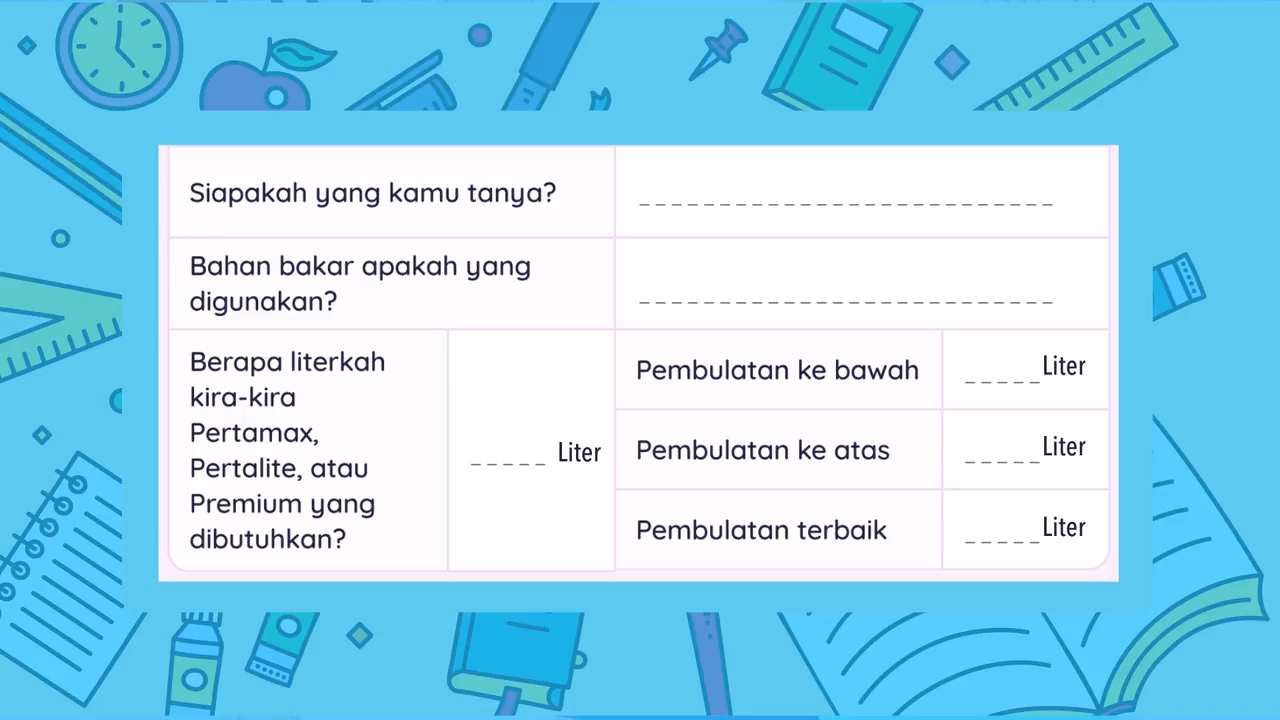 Siapakah yang kamu tanya? _ _ _ _ _ _ _ _ _ _ _ _ _ _ _ _ _ _ _ _ _ _ _ _ _ _
Bahan bakar apakah yang
digunakan? _ _ _ _ _ _ _ _ _ _ _ _ _ _ _ _ _ _ _ _ _ _ _ _ _ _
Berapa literkah
kira-kira
Pertamax,
Pertalite, atau
Premium yang
dibutuhkan?
_ _ _ _ _ Liter
Pembulatan ke bawah _ _ _ _ _ Liter
Pembulatan ke atas _ _ _ _ _ Liter
Pembulatan terbaik _ _ _ _ _ Liter